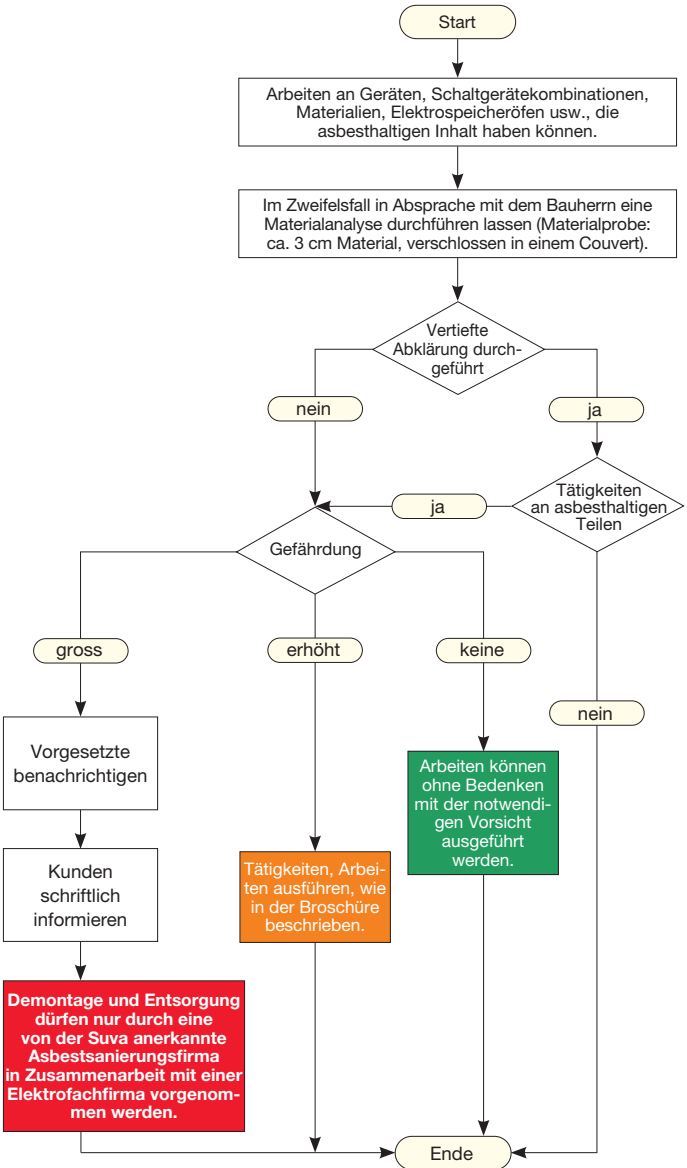 Start
Arbeiten an Geräten, Schaltgerätekombinationen,
Materialien, Elektrospeicheröfen usw., die
asbesthaltigen Inhalt haben können.
Im Zweifelsfall in Absprache mit dem Bauherrn eine
Materialanalyse durchführen lassen (Materialprobe:
ca. 3 cm Material, verschlossen in einem Couvert).
Vertiefte
Abklärung durch-
geführt
nein
ja
Tätigkeiten
an asbesthaltigen
Teilen
ja
Gefährdung
gross
erhöht
keine
nein
Vorgesetzte
benachrichtigen
Kunden
schriftlich
informieren
Demontage und Entsorgung
dürfen nur durch eine
von der Suva anerkannte
Asbestsanierungsfirma
in Zusammenarbeit mit einer
Elektrofachfirma vorgenom-
men werden.
Tätigkeiten, Arbei-
ten ausführen, wie
in der Broschüre
beschrieben.
Arbeiten können
ohne Bedenken
mit der notwendi-
gen Vorsicht
ausgeführt
werden.
Ende